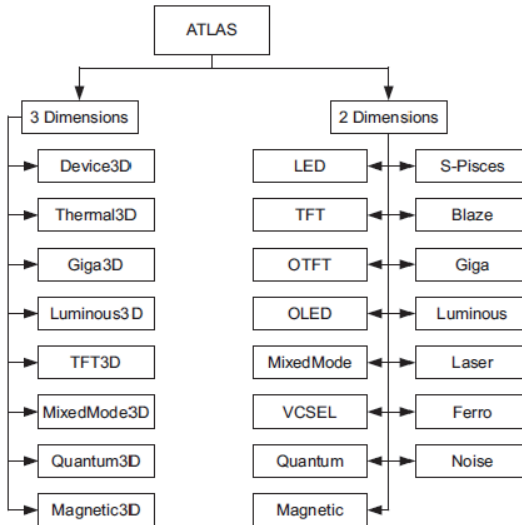 ATLAS
3 Dimensions
2 Dimensions
Device3D
LED
S-Pisces
Thermal3D
TFT
Blaze
Giga3D
OTFT
Giga
Luminous3D
OLED
Luminous
TFT3D
MixedMode
Laser
MixedMode3D
VCSEL
Ferro
Quantum3D
Quantum
Noise
Magnetic3D
Magnetic